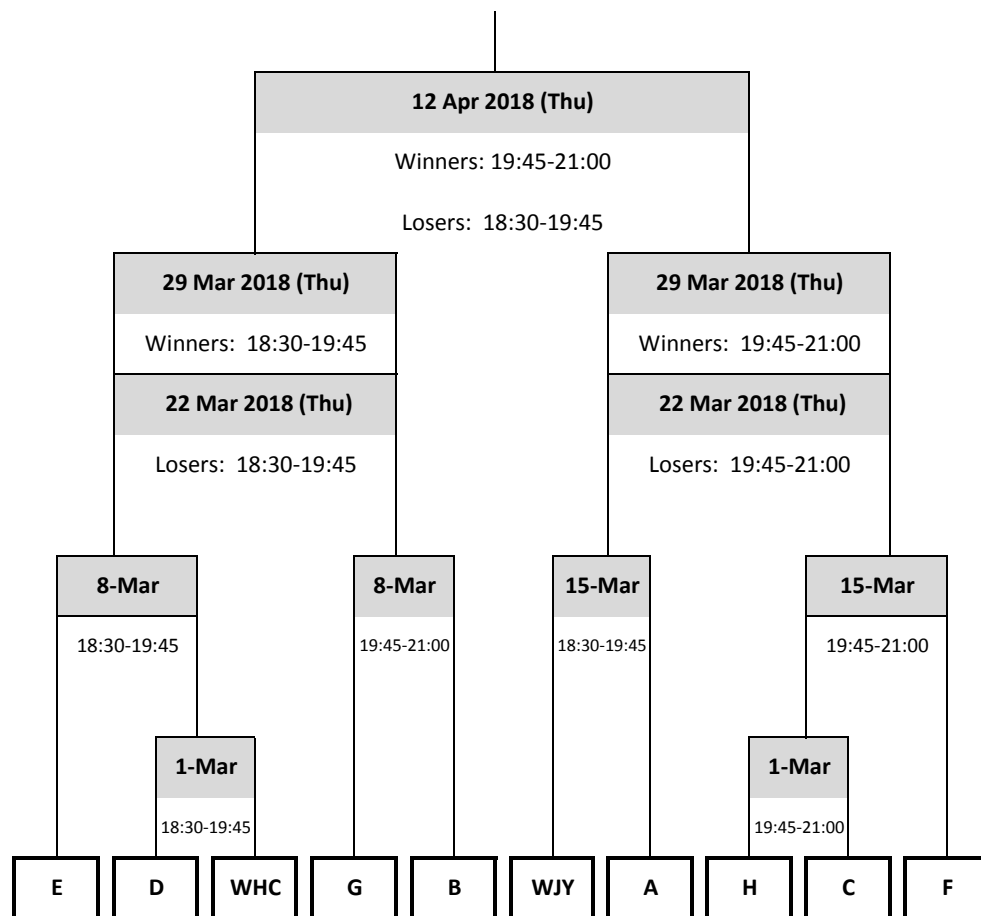 12 Apr 2018 (Thu)
Winners: 19:45-21:00
Losers: 18:30-19:45
29 Mar 2018 (Thu) 29 Mar 2018 (Thu)
Winners: 18:30-19:45 Winners: 19:45-21:00
22 Mar 2018 (Thu) 22 Mar 2018 (Thu)
Losers: 18:30-19:45 Losers: 19:45-21:00
8-Mar 8-Mar 15-Mar 15-Mar
18:30-19:45 19:45-21:00 18:30-19:45 19:45-21:00
1-Mar 1-Mar
18:30-19:45 19:45-21:00
E D WHC G B WJY A H C F